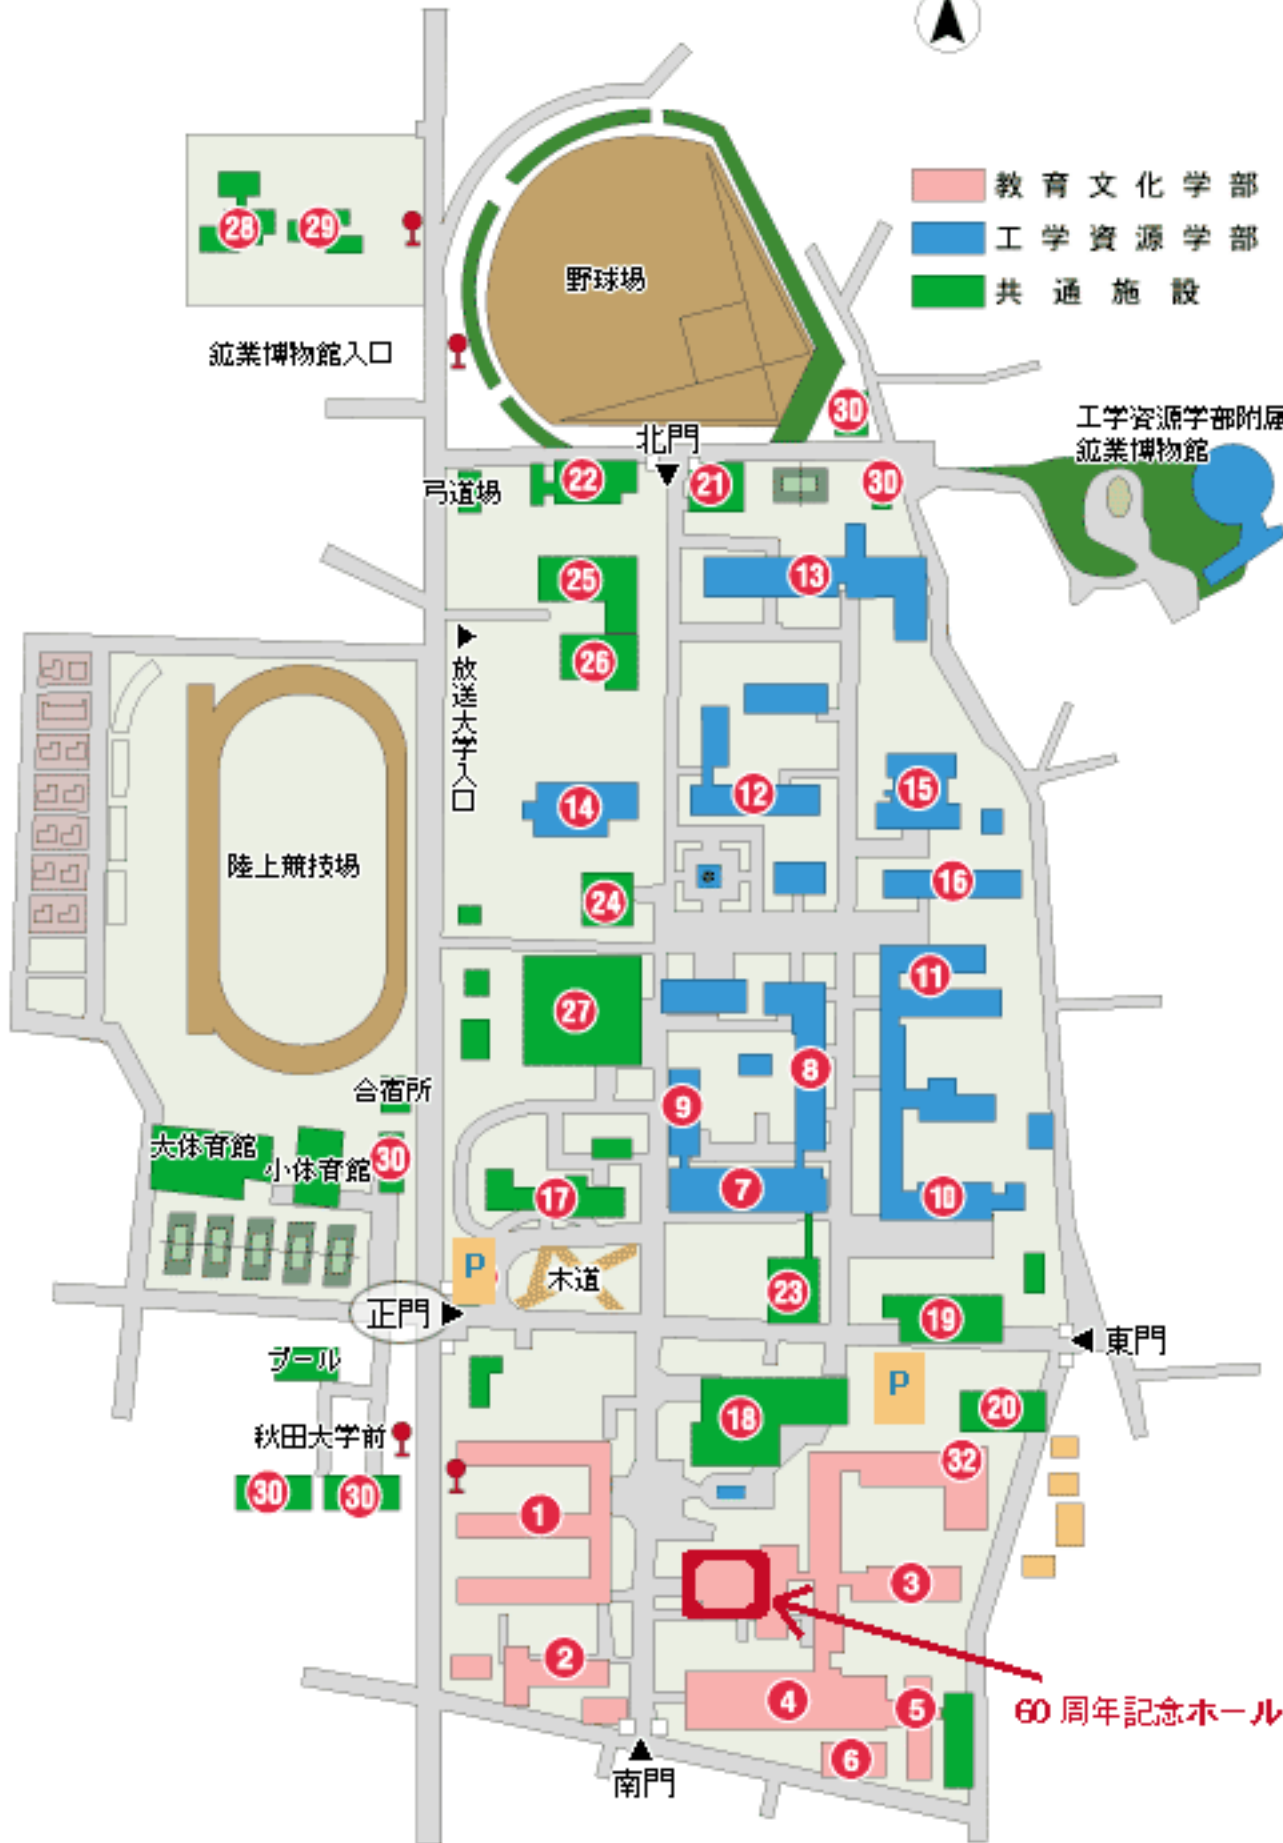 教育文化学部
工学資源学部
共通施設
28
29
野球場
鉱業博物館入口
30
工学資源学部附属
鉱業博物館
北門
弓道場
22
21
30
25
13
26
放送大学入口
14
12
15
陸上競技場
24
16
11
27
8
合宿所
9
大体育館
小体育館
30
17
7
10
P
木道
23
正門
19
東門
プール
P
18
20
秋田大学前
32
30
30
1
3
2
4
5
60周年記念ホール
6
南門